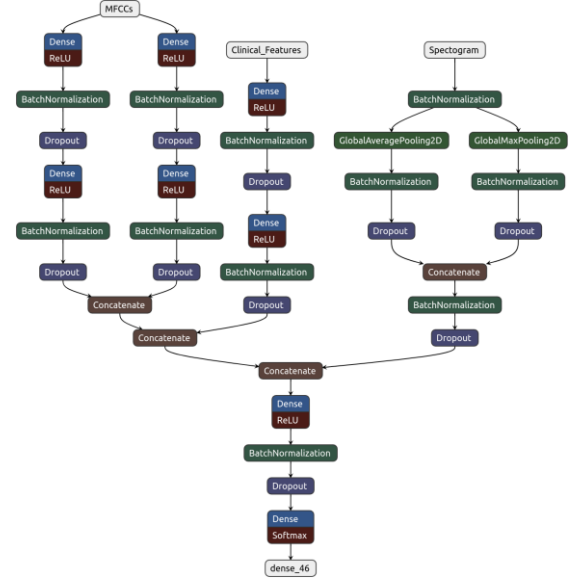 MFCCs
Dense
ReLU
BatchNormalization
Dropout
Dense
ReLU
BatchNormalization
Dropout
Dense
ReLU
BatchNormalization
Dropout
Dense
ReLU
BatchNormalization
Dropout
Concatenate
Clinical_Features
Dense
ReLU
BatchNormalization
Dropout
Dense
ReLU
BatchNormalization
Dropout
Concatenate
Spectogram
BatchNormalization
GlobalAveragePooling2D
BatchNormalization
Dropout
GlobalMaxPooling2D
BatchNormalization
Dropout
Concatenate
BatchNormalization
Dropout
Concatenate
Dense
ReLU
BatchNormalization
Dropout
Dense
Softmax
dense_46